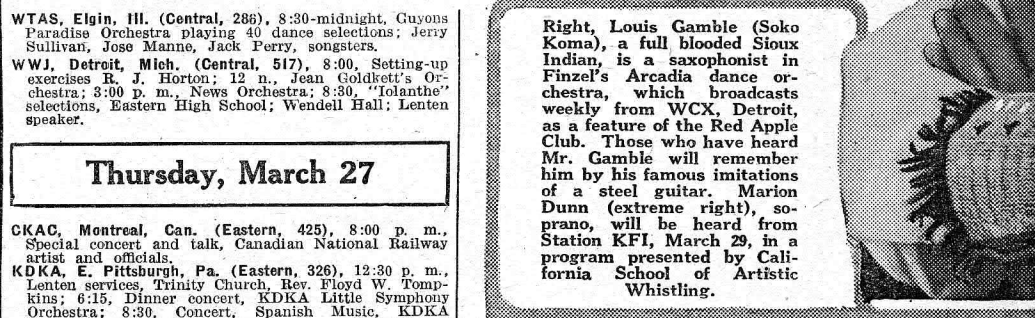 WTAS, Elgin, Ill. (Central, 286), 8:30-midnight, Guyons
Paradise Orchestra playing 40 dance selections; Jerry
Sullivan, Jose Manne, Jack Perry, songsters.
WWJ, Detroit, Mich. (Central, 517), 8:00, Setting-up
exercises R. J. Horton; 12 n., Jean Goldkett's Or-
chestra; 3:00 p. m., News Orchestra; 8:30, "Iolanthe"
selections, Eastern High School; Wendell Hall; Lenten
speaker.
Thursday, March 27
CKAC, Montreal, Can. (Eastern, 425), 8:00 p. m.,
Special concert and talk, Canadian National Railway
artist and officials.
KDKA, E. Pittsburgh, Pa. (Eastern, 326), 12:30 p. m.,
Lenten services, Trinity Church, Rev. Floyd W. Tomp-
kins; 6:15, Dinner concert, KDKA Little Symphony
Orchestra; 8:30, Concert, Spanish Music, KDKA
Right, Louis Gamble (Soko
Koma), a full blooded Sioux
Indian, is a saxophonist in
Finzel's Arcadia dance or-
chestra, which broadcasts
weekly from WCX, Detroit,
as a feature of the Red Apple
Club. Those who have heard
Mr. Gamble will remember
him by his famous imitations
of a steel guitar. Marion
Dunn (extreme right), so-
prano, will be heard from
Station KFI, March 29, in a
program presented by Cali-
fornia School of Artistic
Whistling.